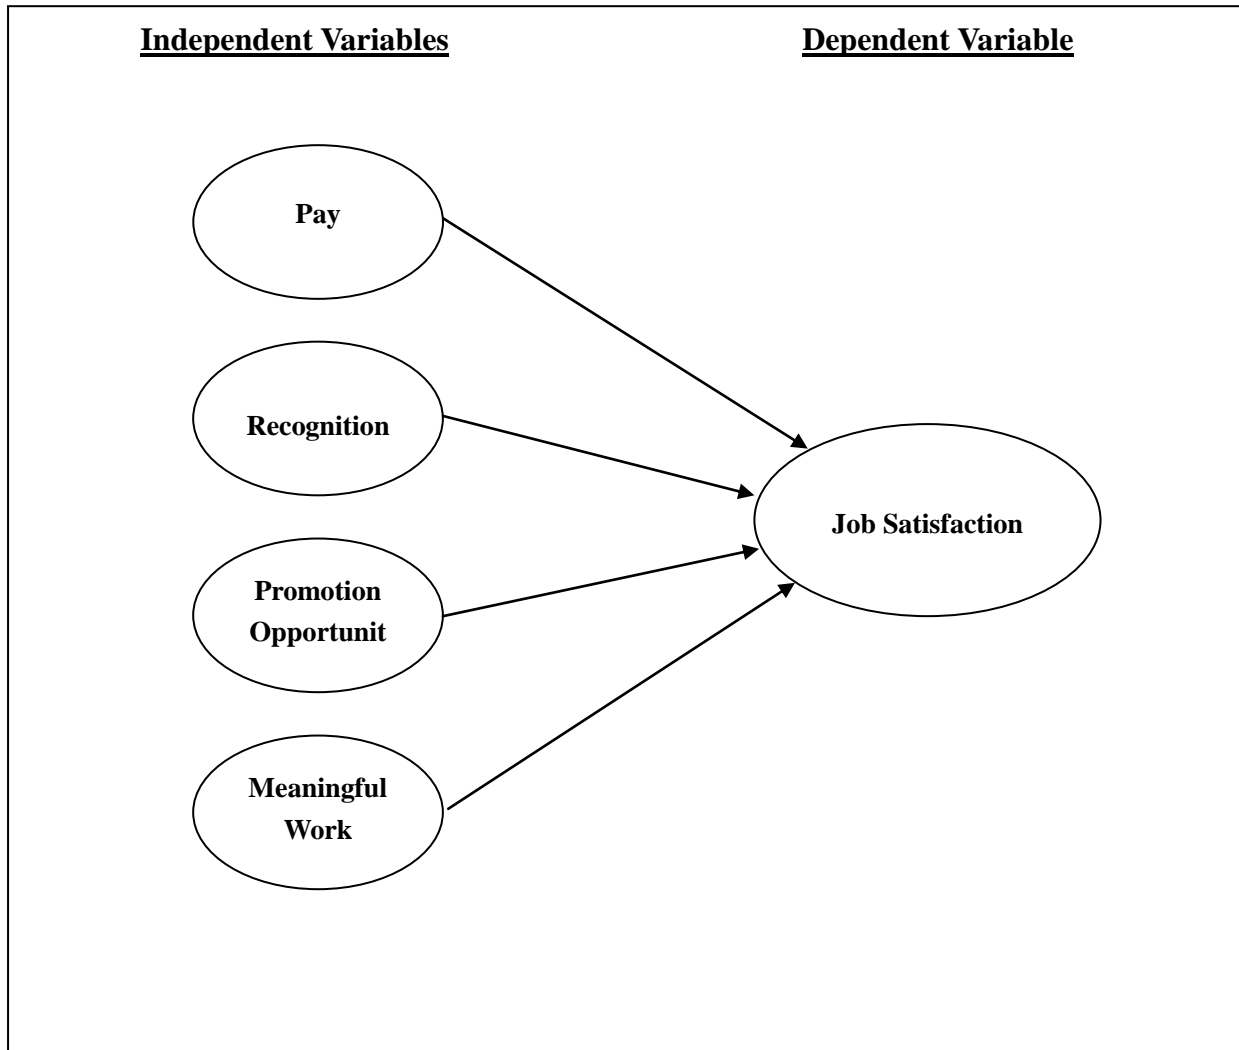 Independent Variables
Dependent Variable
Pay
Recognition
Promotion
Opportunit
Meaningful
Work
Job Satisfaction